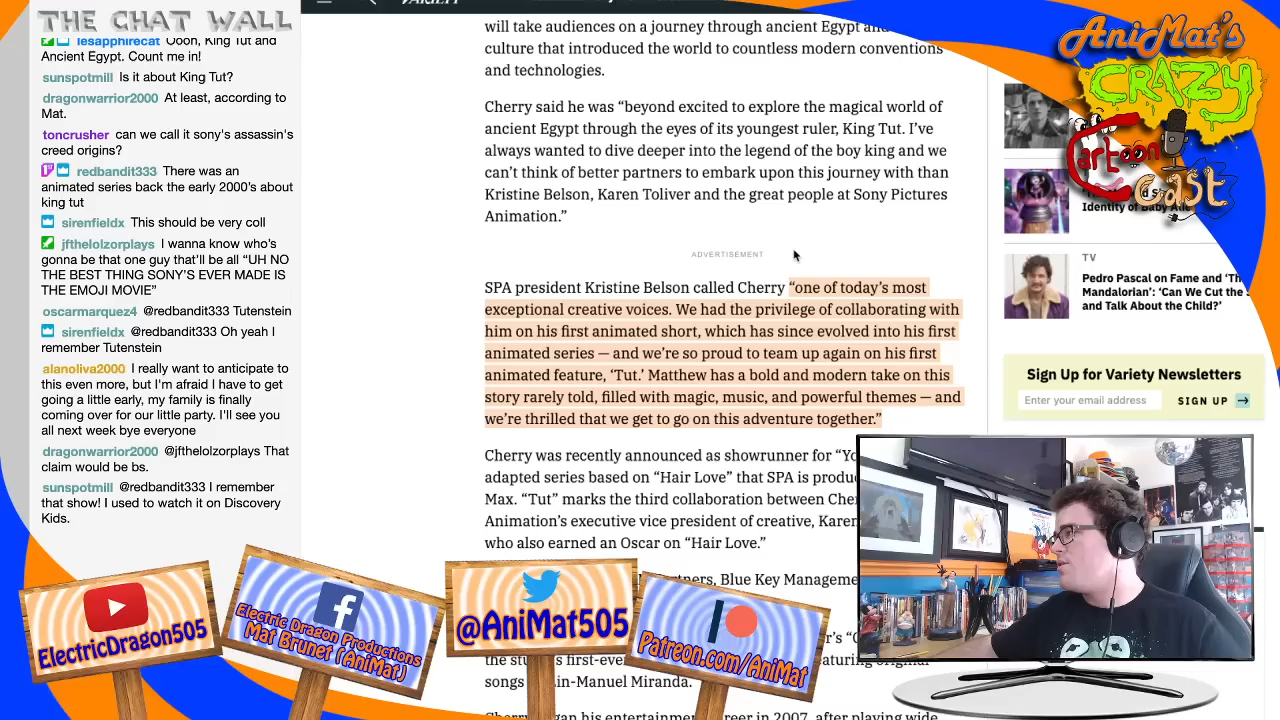 THE CHAT WALL
lesapphirecat Ooon, King Tut and
Ancient Egypt. Count me in!
sunspotmill Is it about King Tut?
dragonwarrior2000 At least, according to
Mat.
toncrusher can we call it sony's assassin's
creed origins?
redbandit333 There was an
animated series back the early 2000's about
king tut
sirenfieldx This should be very coll
jfthelolzorplays I wanna know who's
gonna be that one guy that'll be all “UH NO
THE BEST THING SONY'S EVER MADE IS
THE EMOJI MOVIE”
oscarmarquez4 @redbandit333 Tutenstein
sirenfieldx @redbandit333 Oh yeah I
remember Tutenstein
alanoliva2000 I really want to anticipate to
this even more, but I'm afraid I have to get
going a little early, my family is finally
coming over for our little party. I'll see you
all next week bye everyone
dragonwarrior2000 @jfthelolzorplays That
claim would be bs.
sunspotmill @redbandit333 I remember
that show! I used to watch it on Discovery
Kids.
VARIETY
will take audiences on a journey through ancient Egypt and
culture that introduced the world to countless modern conventions
and technologies.
Cherry said he was “beyond excited to explore the magical world of
ancient Egypt through the eyes of its youngest ruler, King Tut. I’ve
always wanted to dive deeper into the legend of the boy king and we
can’t think of better partners to embark upon this journey with than
Kristine Belson, Karen Toliver and the great people at Sony Pictures
Animation.”
ADVERTISEMENT
SPA president Kristine Belson called Cherry “one of today’s most
exceptional creative voices. We had the privilege of collaborating with
him on his first animated short, which has since evolved into his first
animated series — and we’re so proud to team up again on his first
animated feature, ‘Tut.’ Matthew has a bold and modern take on this
story rarely told, filled with magic, music, and powerful themes — and
we’re thrilled that we get to go on this adventure together.”
Cherry was recently announced as showrunner for
adapted series based on “Hair Love” that SPA is
Max. “Tut” marks the third collaboration between
Animation’s executive vice president of creative, Karen
who also earned an Oscar on “Hair Love.”
Blue Key
the first-ever
songs Lin-Manuel Miranda.
his in 2007, after playing wide
AniMat's
CRAZY
Cartoon
Cast
Identity of Baby
TV
Pedro Pascal on Fame and
Mandalorian’: ‘Can We Cut the
and Talk About the Child?’
Sign Up for Variety Newsletters
Enter your email address SIGN UP →
ElectricDragon505
Electric Dragon Productions
Mat Brunet (AniMat)
@AniMat505
Patreon.com/AniMat